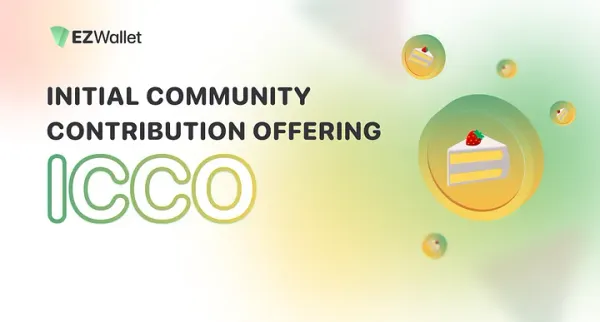 EZWallet
INITIAL COMMUNITY
CONTRIBUTION OFFERING
ICCO